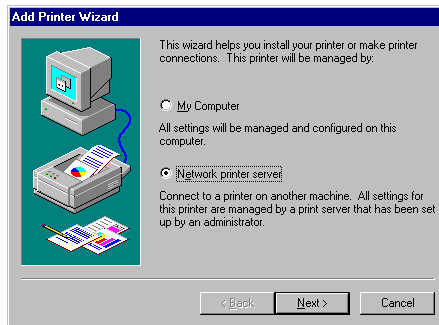 Add Printer Wizard
This wizard helps you install your printer or make printer
connections. This printer will be managed by:
My Computer
All settings will be managed and configured on this
computer.
Network printer server
Connect to a printer on another machine. All settings for
this printer are managed by a print server that has been set
up by an administrator.
< Back
Next >
Cancel